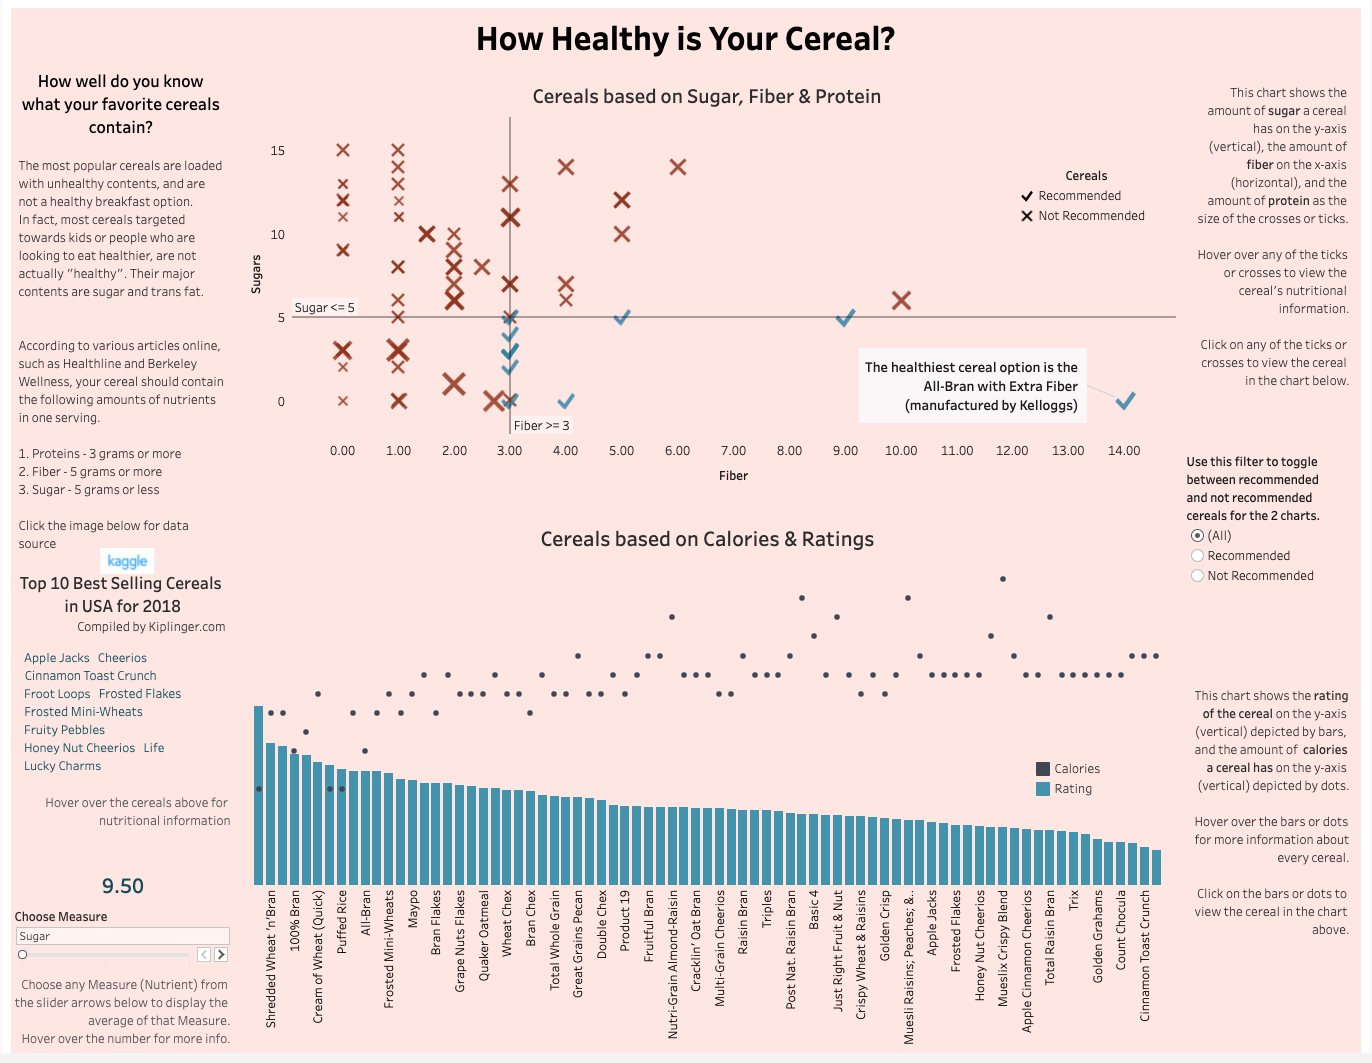 How Healthy is Your Cereal?
How well do you know
what your favorite cereals
contain?
The most popular cereals are loaded
with unhealthy contents, and are
not a healthy breakfast option.
In fact, most cereals targeted
towards kids or people who are
looking to eat healthier, are not
actually "healthy". Their major
contents are sugar and trans fat.
According to various articles online,
such as Healthline and Berkeley
Wellness, your cereal should contain
the following amounts of nutrients
in one serving.
1. Proteins - 3 grams or more
2. Fiber - 5 grams or more
3. Sugar - 5 grams or less
Click the image below for data
source
kaggle
Top 10 Best Selling Cereals
in USA for 2018
Compiled by Kiplinger.com
Apple Jacks Cheerios
Cinnamon Toast Crunch
Froot Loops Frosted Flakes
Frosted Mini-Wheats
Fruity Pebbles
Honey Nut Cheerios Life
Lucky Charms
Hover over the cereals above for
nutritional information
9.50
Choose Measure
Sugar
Choose any Measure (Nutrient) from
the slider arrows below to display the
average of that Measure.
Hover over the number for more info.
Cereals based on Sugar, Fiber & Protein
Sugars
15
10
5
0
Sugar <= 5
Fiber >= 3
Cereals
Recommended
Not Recommended
The healthiest cereal option is the
All-Bran with Extra Fiber
(manufactured by Kelloggs)
0.00 1.00 2.00 3.00 4.00 5.00 6.00 7.00 8.00 9.00 10.00 11.00 12.00 13.00 14.00
Fiber
Cereals based on Calories & Ratings
Calories
Rating
Shredded Wheat 'n'Bran
100% Bran
Cream of Wheat (Quick)
Puffed Rice
All-Bran
Frosted Mini-Wheats
Maypo
Bran Flakes
Grape Nuts Flakes
Quaker Oatmeal
Wheat Chex
Bran Chex
Total Whole Grain
Great Grains Pecan
Double Chex
Product 19
Fruitful Bran
Nutri-Grain Almond-Raisin
Cracklin' Oat Bran
Multi-Grain Cheerios
Raisin Bran
Triples
Post Nat. Raisin Bran
Basic 4
Just Right Fruit & Nut
Crispy Wheat & Raisins
Golden Crisp
Muesli Raisins; Peaches; &..
Apple Jacks
Frosted Flakes
Honey Nut Cheerios
Mueslix Crispy Blend
Apple Cinnamon Cheerios
Total Raisin Bran
Trix
Golden Grahams
Count Chocula
Cinnamon Toast Crunch
This chart shows the
amount of sugar a cereal
has on the y-axis
(vertical), the amount of
fiber on the x-axis
(horizontal), and the
amount of protein as the
size of the crosses or ticks.
Hover over any of the ticks
or crosses to view the
cereal's nutritional
information.
Click on any of the ticks or
crosses to view the cereal
in the chart below.
Use this filter to toggle
between recommended
and not recommended
cereals for the 2 charts.
(All)
Recommended
Not Recommended
This chart shows the rating
of the cereal on the y-axis
(vertical) depicted by bars,
and the amount of calories
a cereal has on the y-axis
(vertical) depicted by dots.
Hover over the bars or dots
for more information about
every cereal.
Click on the bars or dots to
view the cereal in the chart
above.